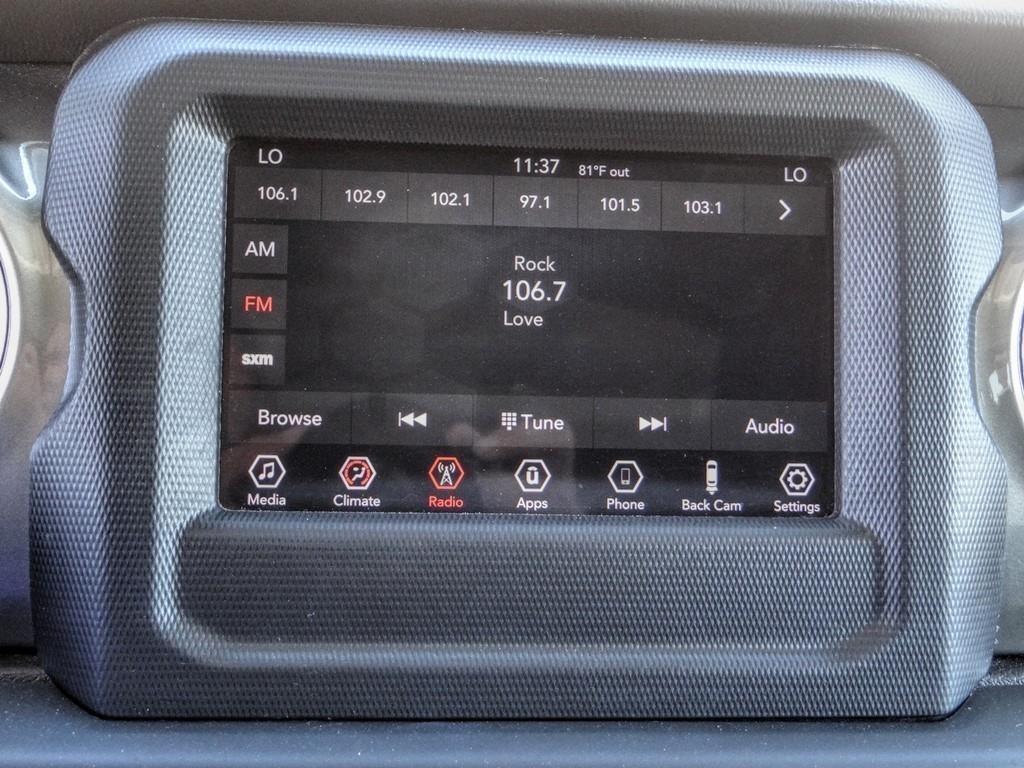 LO 11:37 81°F out LO
106.1 102.9 102.1 97.1 101.5 103.1
AM
Rock
106.7
FM
Love
sxm
Browse Tune Audio
Media Climate Radio Apps Phone Back Cam Settings